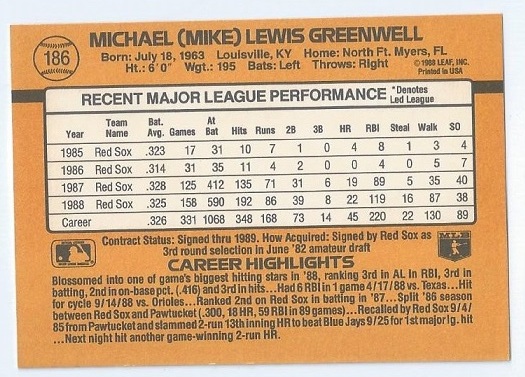 186
MICHAEL (MIKE) LEWIS GREENWELL
Born: July 18, 1963 Louisville, KY Home: North Ft. Myers, FL
Ht.: 6'0" Wgt.: 195 Bats: Left Throws: Right
© 1988 LEAF, INC.
Printed in USA
RECENT MAJOR LEAGUE PERFORMANCE *Denotes Led League
Year Team Name Bat. Avg. Games At Bat Hits Runs 2B 3B HR RBI Steal Walk SO
1985 Red Sox .323 17 31 10 7 1 0 4 8 1 3 4
1986 Red Sox .314 31 35 11 4 2 0 0 4 0 5 7
1987 Red Sox .328 125 412 135 71 31 6 19 89 5 35 40
1988 Red Sox .325 158 590 192 86 39 8 22 119 16 87 38
Career .326 331 1068 348 168 73 14 45 220 22 130 89
Contract Status: Signed thru 1989. How Acquired: Signed by Red Sox as
3rd round selection in June '82 amateur draft
MLB
CAREER HIGHLIGHTS
Blossomed into one of game's biggest hitting stars in '88, ranking 3rd in AL in RBI, 3rd in
batting, 2nd in on-base pct. (.416) and 3rd in hits...Had 6 RBI in 1 game 4/17/88 vs. Texas...Hit
for cycle 9/14/88 vs. Orioles...Ranked 2nd on Red Sox in batting in '87...Split '86 season
between Red Sox and Pawtucket (.300, 18 HR, 59 RBI in 89 games)...Recalled by Red Sox 9/4/
85 from Pawtucket and slammed 2-run 13th inning HR to beat Blue Jays 9/25 for 1st major lg. hit
...Next night hit another game-winning 2-run HR.